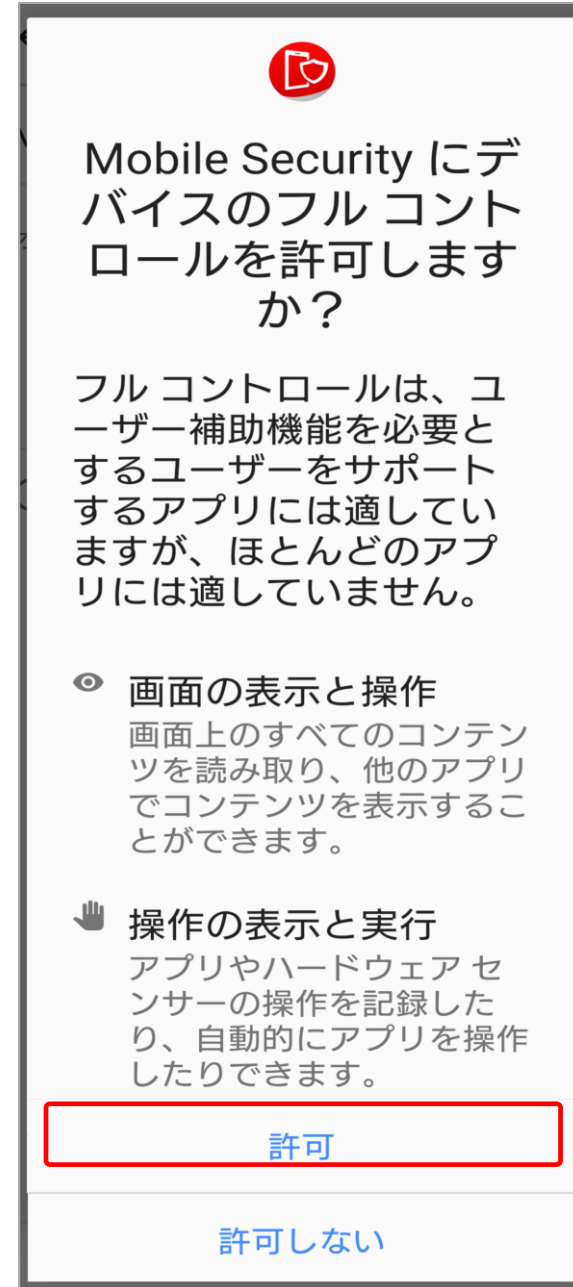 Mobile Security にデ
バイスのフル コント
ロールを許可します
か？
フル コントロールは、ユ
ーザー補助機能を必要と
するユーザーをサポート
するアプリには適してい
ますが、ほとんどのアプ
リには適していません。
画面の表示と操作
画面上のすべてのコンテン
ツを読み取り、他のアプリ
でコンテンツを表示するこ
とができます。
操作の表示と実行
アプリやハードウェア セ
ンサーの操作を記録した
り、自動的にアプリを操作
したりできます。
許可
許可しない